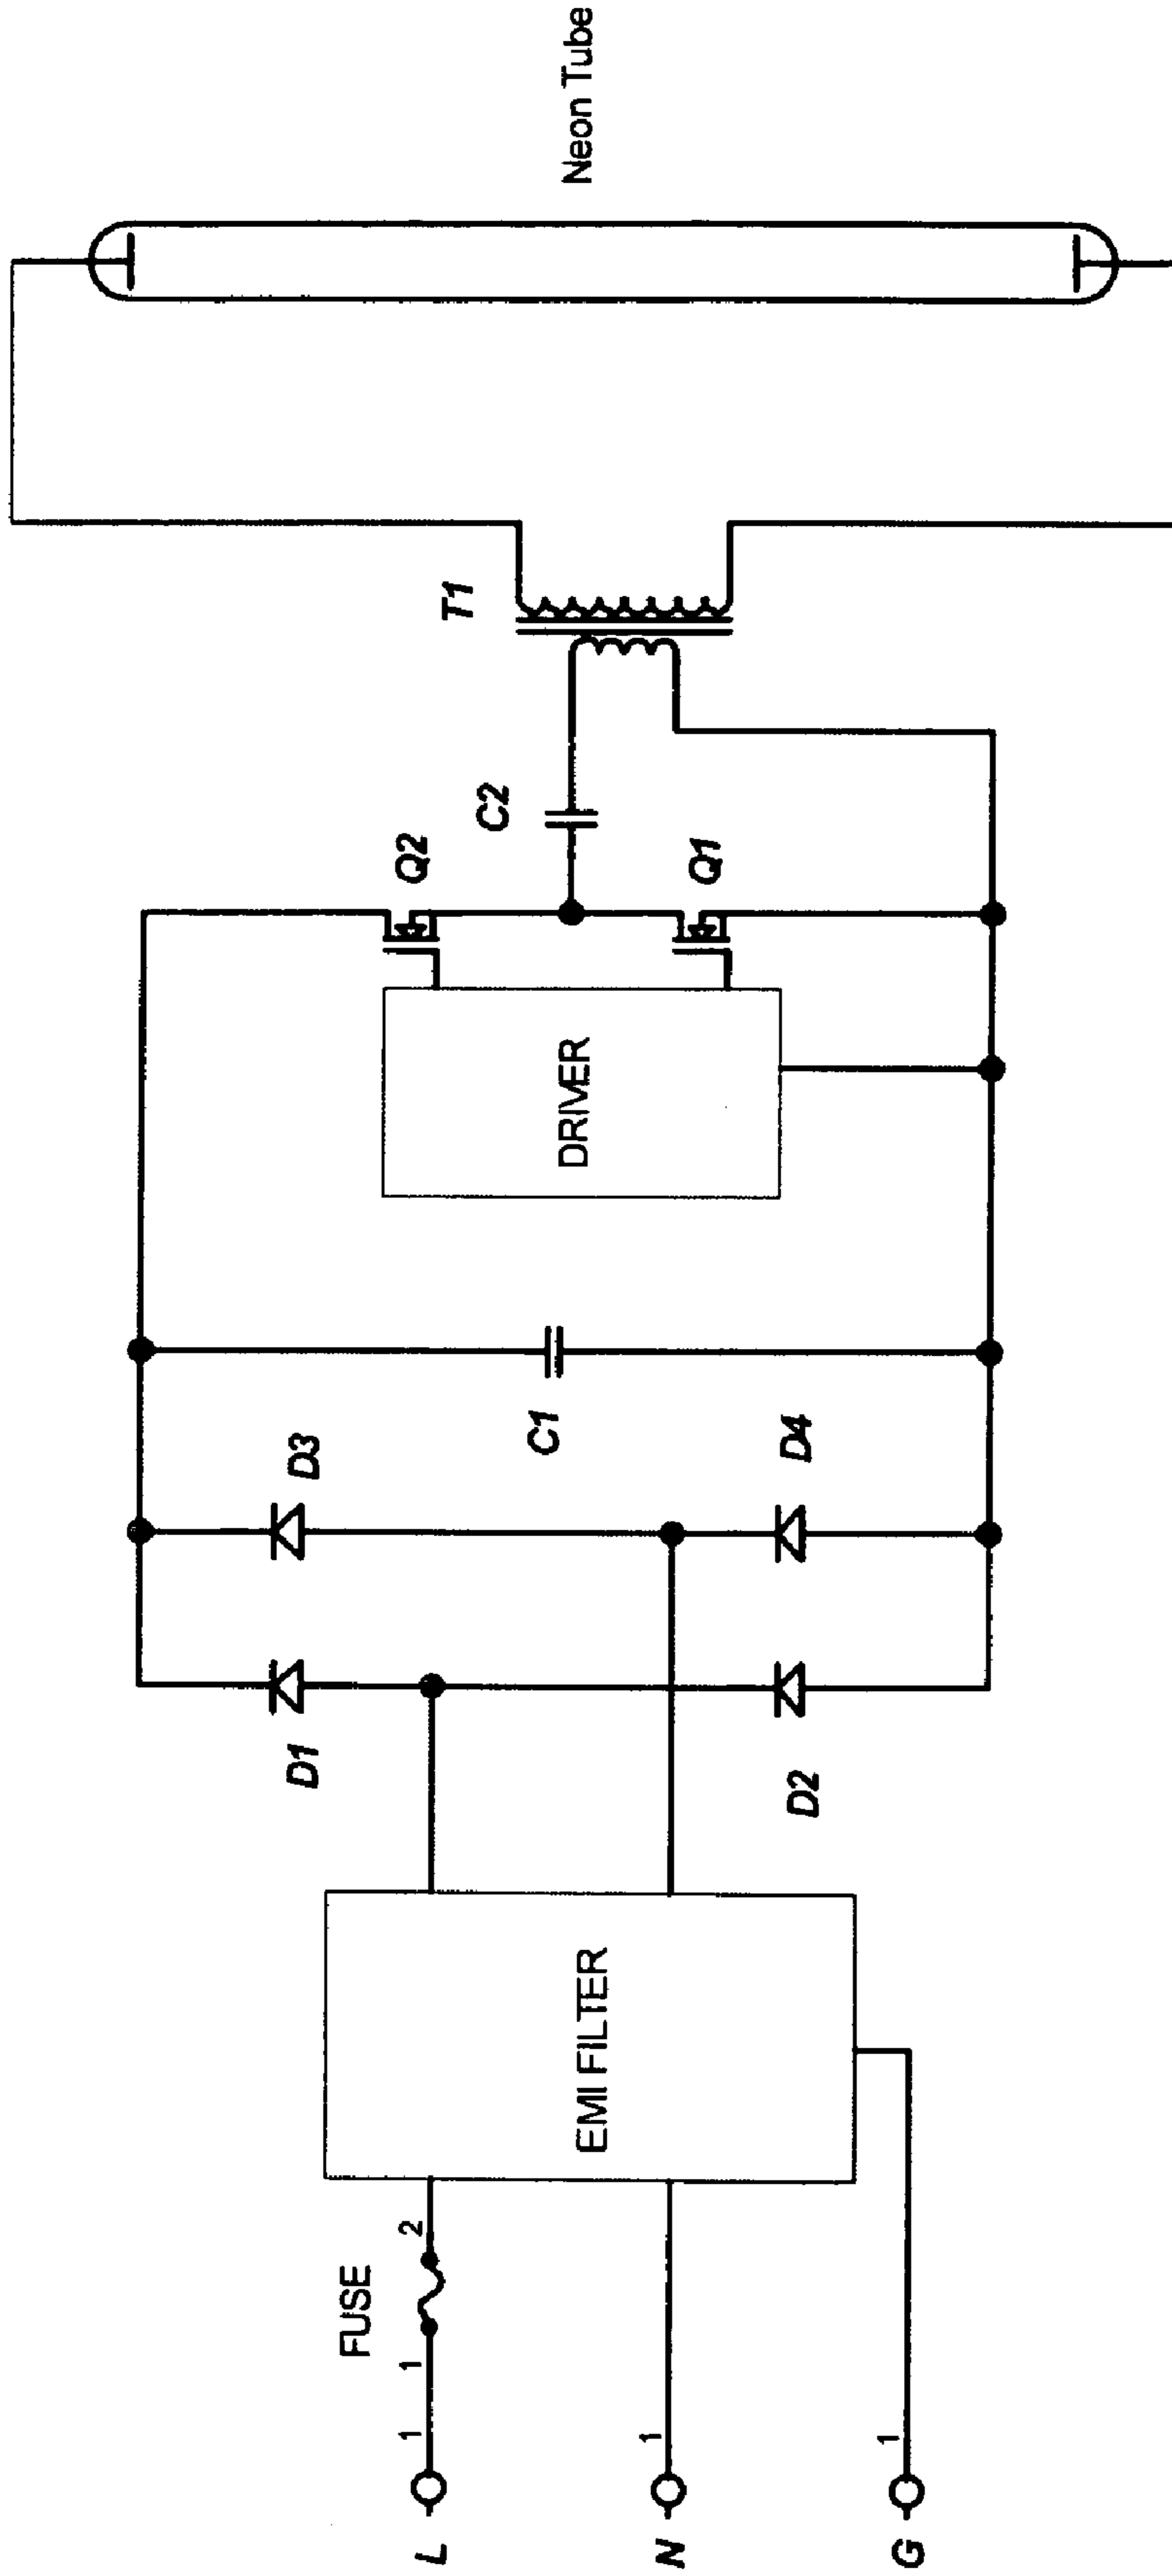 L
1
1
FUSE
2
N
1
G
1
EMI FILTER
D1
D2
D3
D4
C1
DRIVER
Q2
Q1
C2
T1
Neon Tube